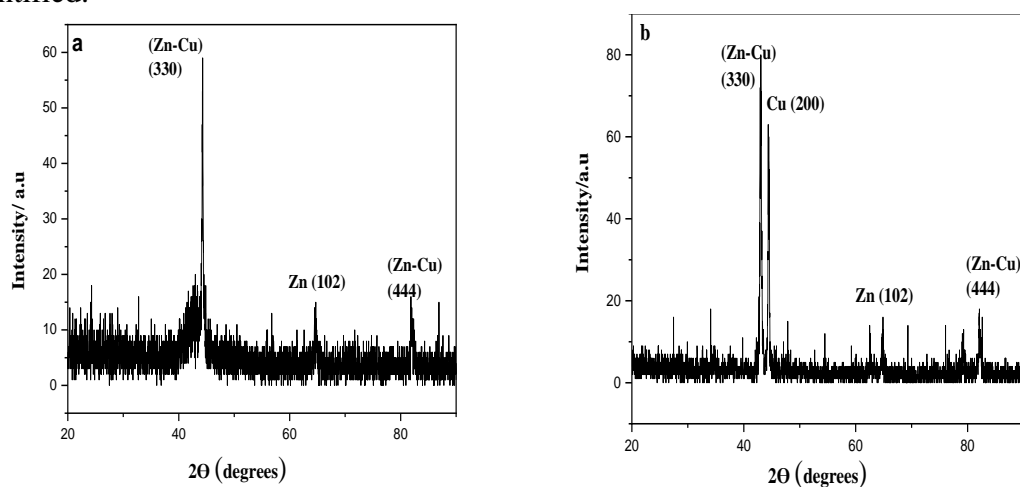 ntified.
a
(Zn-Cu)
(330)
Zn (102)
(Zn-Cu)
(444)
60
50
40
30
20
10
0
20 40 60 80
Intensity/ a.u
2Θ (degrees)
b
(Zn-Cu)
(330)
Cu (200)
Zn (102)
(Zn-Cu)
(444)
80
60
40
20
0
20 40 60 80
Intensity/a.u
2Θ (degrees)